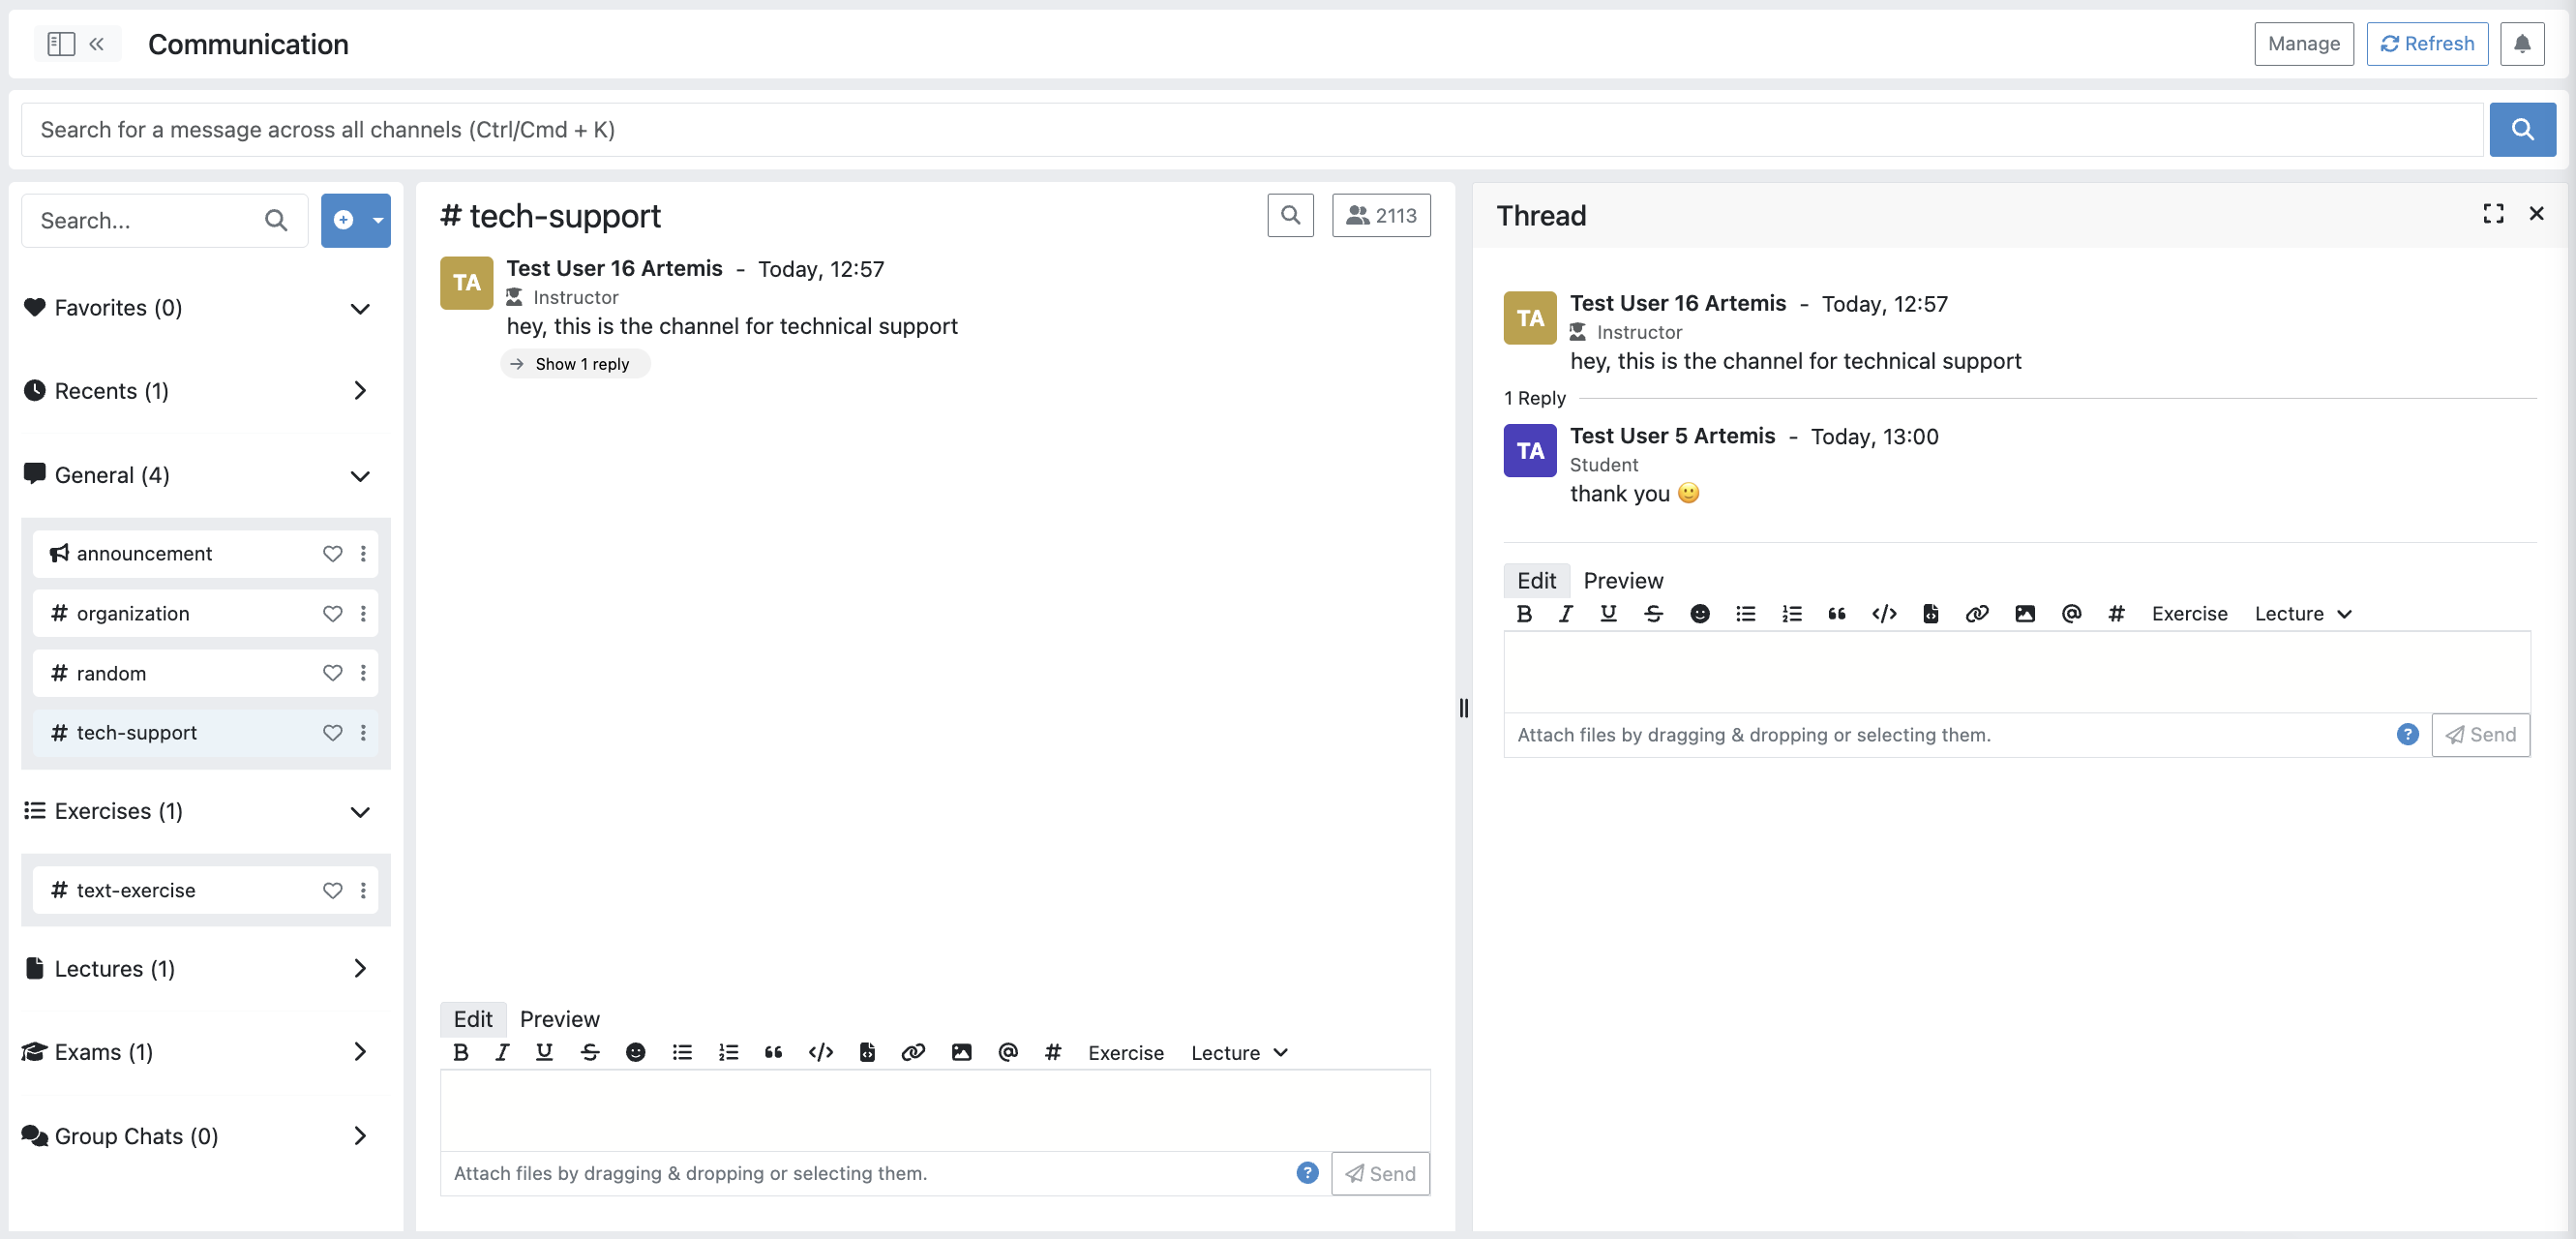 Communication
Manage
Refresh
Search for a message across all channels (Ctrl/Cmd + K)
Search...
Favorites (0)
Recents (1)
General (4)
announcement
# organization
# random
# tech-support
Exercises (1)
# text-exercise
Lectures (1)
Exams (1)
Group Chats (0)
# tech-support
2113
TA
Test User 16 Artemis - Today, 12:57
Instructor
hey, this is the channel for technical support
Show 1 reply
Edit Preview
Exercise Lecture
Attach files by dragging & dropping or selecting them.
Send
Thread
TA
Test User 16 Artemis - Today, 12:57
Instructor
hey, this is the channel for technical support
1 Reply
TA
Test User 5 Artemis - Today, 13:00
Student
thank you 🙂
Edit Preview
Exercise Lecture
Attach files by dragging & dropping or selecting them.
Send